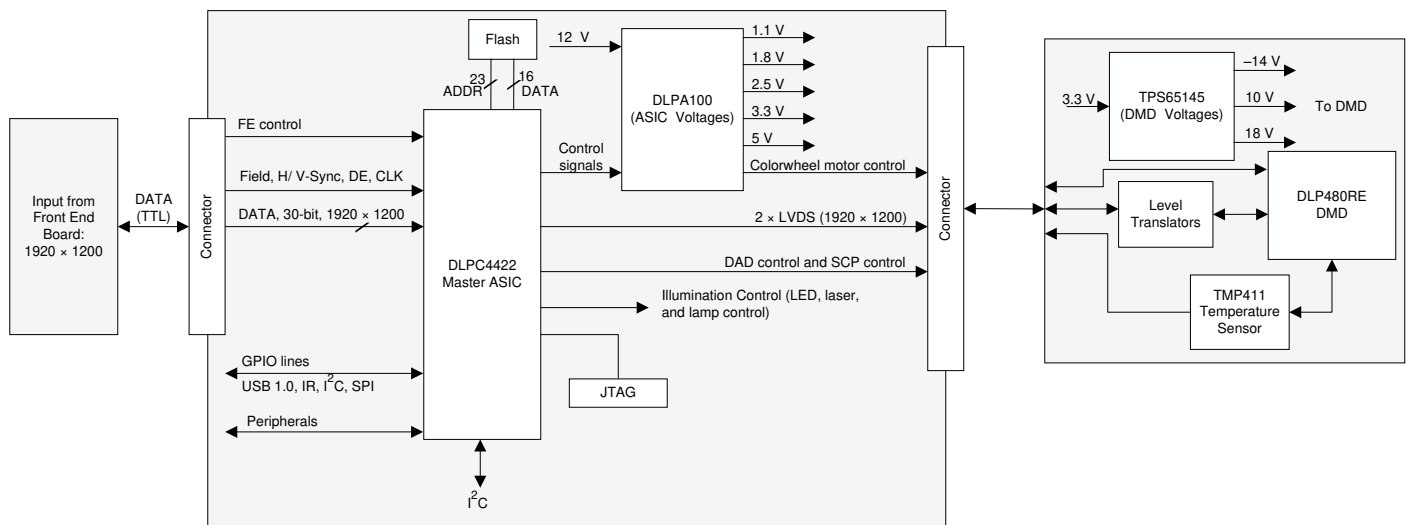 Input from
Front End
Board:
1920 × 1200
DATA
(TTL)
Connector
FE control
Field, H/ V-Sync, DE, CLK
DATA, 30-bit, 1920 × 1200
GPIO lines
USB 1.0, IR, I²C, SPI
Peripherals
Flash
23
ADDR
16
DATA
DLPC4422
Master ASIC
I²C
12 V
Control
signals
DLPA100
(ASIC Voltages)
1.1 V
1.8 V
2.5 V
3.3 V
5 V
Colorwheel motor control
2 × LVDS (1920 × 1200)
DAD control and SCP control
Illumination Control (LED, laser,
and lamp control)
JTAG
Connector
3.3 V
TPS65145
(DMD Voltages)
–14 V
10 V
18 V
To DMD
Level
Translators
DLP480RE
DMD
TMP411
Temperature
Sensor